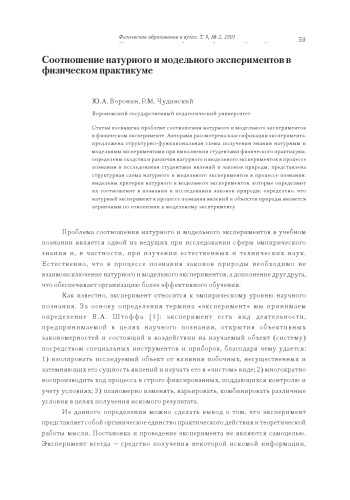 Физическое образование в вузах. Т. 9, № 2, 2003
59
Соотношение натурного и модельного экспериментов в
физическом практикуме
Ю.А. Воронин, Р.М. Чудинский
Воронежский государственный педагогический университет
Статья посвящена проблеме соотношения натурного и модельного экспериментов
в физическом эксперименте. Авторами рассмотрена классификация эксперимента,
предложена структурно-функциональная схема получения знания натурным и
модельным экспериментами при выполнении студентами физического практикума;
определены сходства и различия натурного и модельного экспериментов в процессе
познания и исследования студентами явлений и законов природы; представлена
структурная схема натурного и модельного экспериментов в процессе познания;
выделены критерии натурного и модельного экспериментов, которые определяют
их соотношение в познании и исследовании законов природы; определено, что
натурный эксперимент в процессе познания явлений и объектов природы является
первичным по отношению к модельному эксперименту.
Проблема соотношения натурного и модельного экспериментов в учебном
познании является одной из ведущих при исследовании сферы эмпирического
знания и, в частности, при изучении естественных и технических наук.
Естественно, что в процессе познания законов природы необходимо не
взаимоисключение натурного и модельного экспериментов, а дополнение друг друга,
что обеспечивает организацию более эффективного обучения.
Как известно, эксперимент относится к эмпирическому уровню научного
познания. За основу определения термина «эксперимент» мы принимаем
определение В.А. Штоффа [1]: эксперимент есть вид деятельности,
предпринимаемой в целях научного познания, открытия объективных
закономерностей и состоящий в воздействии на изучаемый объект (систему)
посредством специальных инструментов и приборов, благодаря чему удается:
1) изолировать исследуемый объект от влияния побочных, несущественных и
затемняющих его сущность явлений и изучать его в «чистом» виде; 2) многократно
воспроизводить ход процесса в строго фиксированных, поддающихся контролю и
учету условиях; 3) планомерно изменять, варьировать, комбинировать различные
условия в целях получения искомого результата.
Из данного определения можно сделать вывод о том, что эксперимент
представляет собой органическое единство практического действия и теоретической
работы мысли. Постановка и проведение эксперимента не являются самоцелью.
Эксперимент всегда – средство получения некоторой искомой информации,